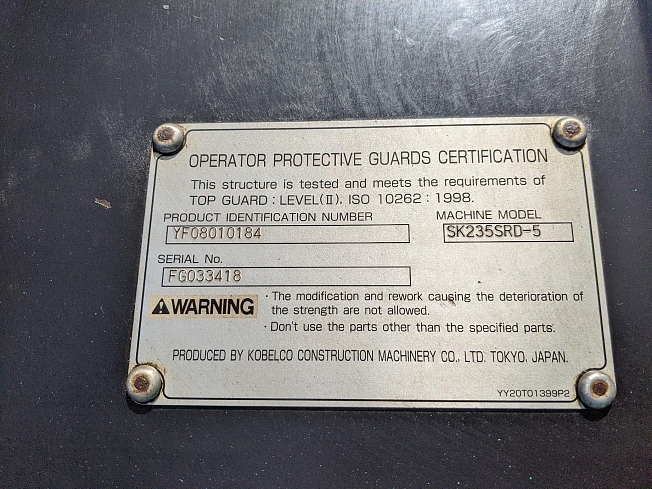 OPERATOR PROTECTIVE GUARDS CERTIFICATION
This structure is tested and meets the requirements of
TOP GUARD : LEVEL(II). ISO 10262 : 1998.
PRODUCT IDENTIFICATION NUMBER
MACHINE MODEL
YF08010184
SK235SRD-5
SERIAL No.
FG033418
WARNING
· The modification and rework causing the deterioration of
the strength are not allowed.
· Don't use the parts other than the specified parts.
PRODUCED BY KOBELCO CONSTRUCTION MACHINERY CO., LTD. TOKYO, JAPAN.
YY20T01399P2